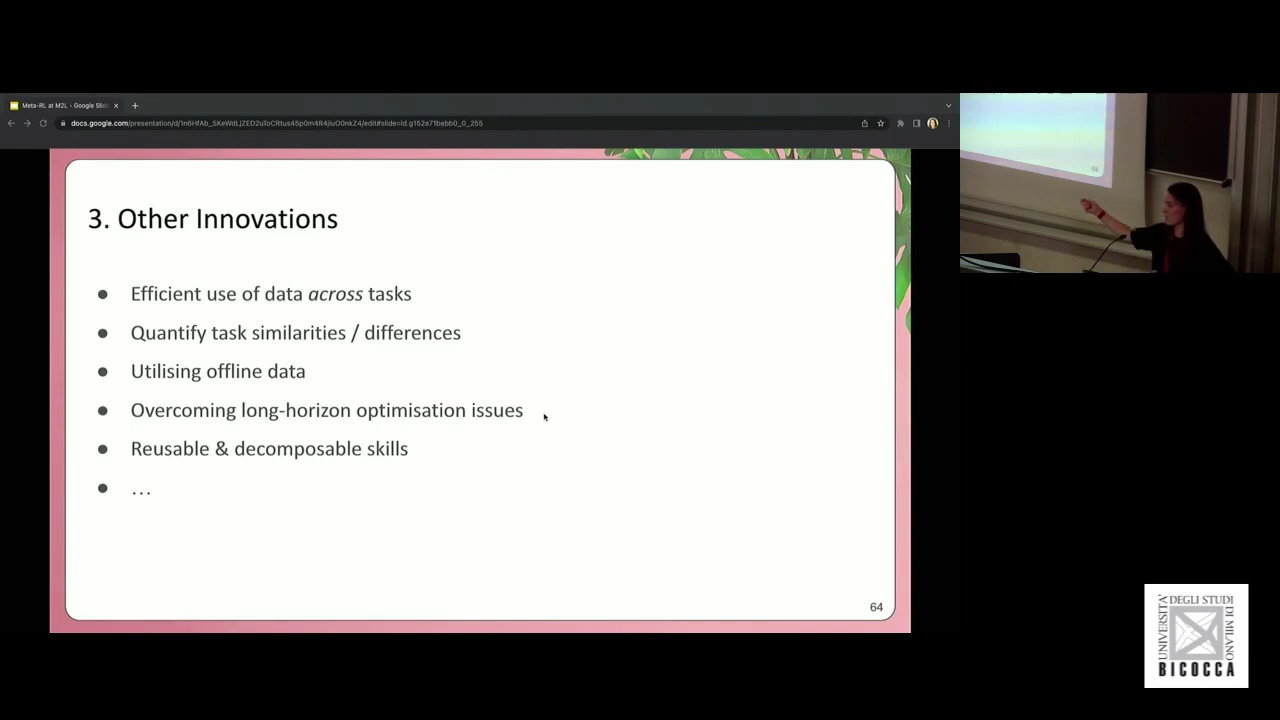 Meta-RL at M2L - Google Slid
docs.google.com/presentation/d/1n6HfAb_SKeWdLjZED2uToCRtus45p0m4R4jiuO0nkZ4/edit#slide=id.g152e71bebb0_0_255
3. Other Innovations
● Efficient use of data across tasks
● Quantify task similarities / differences
● Utilising offline data
● Overcoming long-horizon optimisation issues
● Reusable & decomposable skills
● …
64
UNIVERSITA'
DEGLI STUDI
DI MILANO
BICOCCA